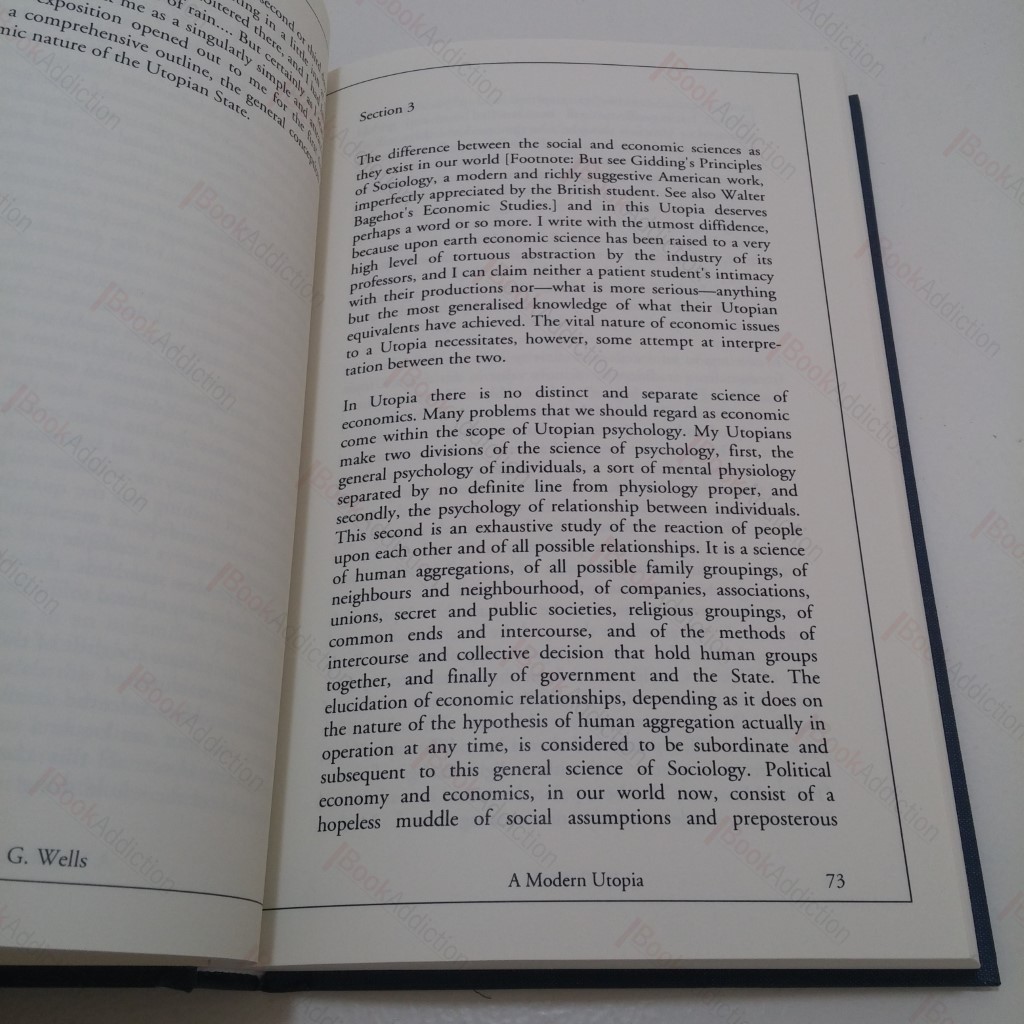 second or third
of rain.... But certainly as
me as a singularly simple and
exposition opened out to me for the first
a comprehensive outline, the general conception
mic nature of the Utopian State.
G. Wells
Section 3
The difference between the social and economic sciences as
they exist in our world [Footnote: But see Gidding's Principles
of Sociology, a modern and richly suggestive American work,
imperfectly appreciated by the British student. See also Walter
Bagehot's Economic Studies.] and in this Utopia deserves
perhaps a word or so more. I write with the utmost diffidence,
because upon earth economic science has been raised to a very
high level of tortuous abstraction by the industry of its
professors, and I can claim neither a patient student's intimacy
with their productions nor—what is more serious—anything
but the most generalised knowledge of what their Utopian
equivalents have achieved. The vital nature of economic issues
to a Utopia necessitates, however, some attempt at interpre-
tation between the two.
In Utopia there is no distinct and separate science of
economics. Many problems that we should regard as economic
come within the scope of Utopian psychology. My Utopians
make two divisions of the science of psychology, first, the
general psychology of individuals, a sort of mental physiology
separated by no definite line from physiology proper, and
secondly, the psychology of relationship between individuals.
This second is an exhaustive study of the reaction of people
upon each other and of all possible relationships. It is a science
of human aggregations, of all possible family groupings, of
neighbours and neighbourhood, of companies, associations,
unions, secret and public societies, religious groupings, of
common ends and intercourse, and of the methods of
intercourse and collective decision that hold human groups
together, and finally of government and the State. The
elucidation of economic relationships, depending as it does on
the nature of the hypothesis of human aggregation actually in
operation at any time, is considered to be subordinate and
subsequent to this general science of Sociology. Political
economy and economics, in our world now, consist of a
hopeless muddle of social assumptions and preposterous
A Modern Utopia 73